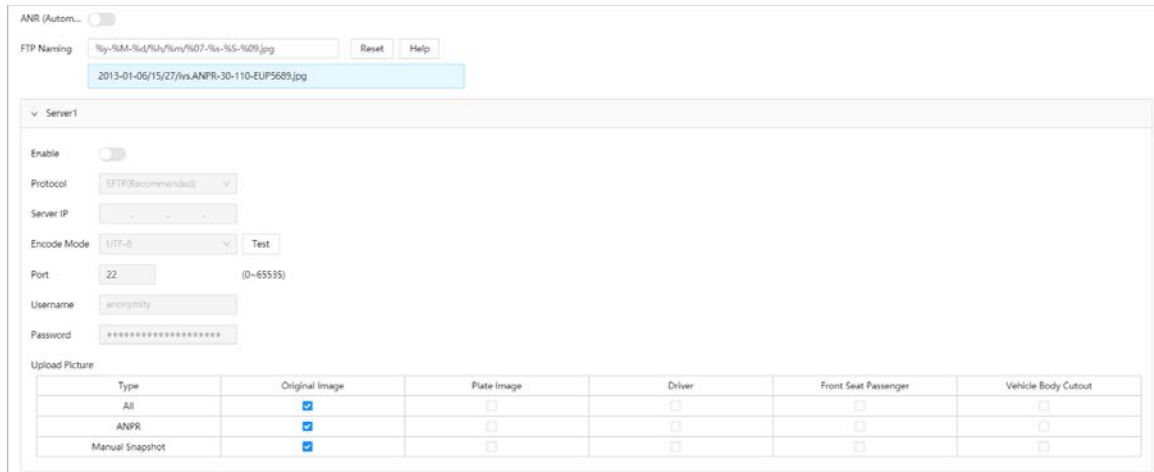 ANR (Autom...
FTP Naming %y-%M-%d/%h/%m/%07-%s-%S-%09.jpg Reset Help
2013-01-06/15/27/ivs.ANPR-30-110-EUP5689.jpg
Server1
Enable
Protocol SFTP(Recommended)
Server IP . . .
Encode Mode UTF-8 Test
Port 22 (0~65535)
Username anonymity
Password ••••••••••••••••••••
Upload Picture
Type Original Image Plate Image Driver Front Seat Passenger Vehicle Body Cutout
All
ANPR
Manual Snapshot